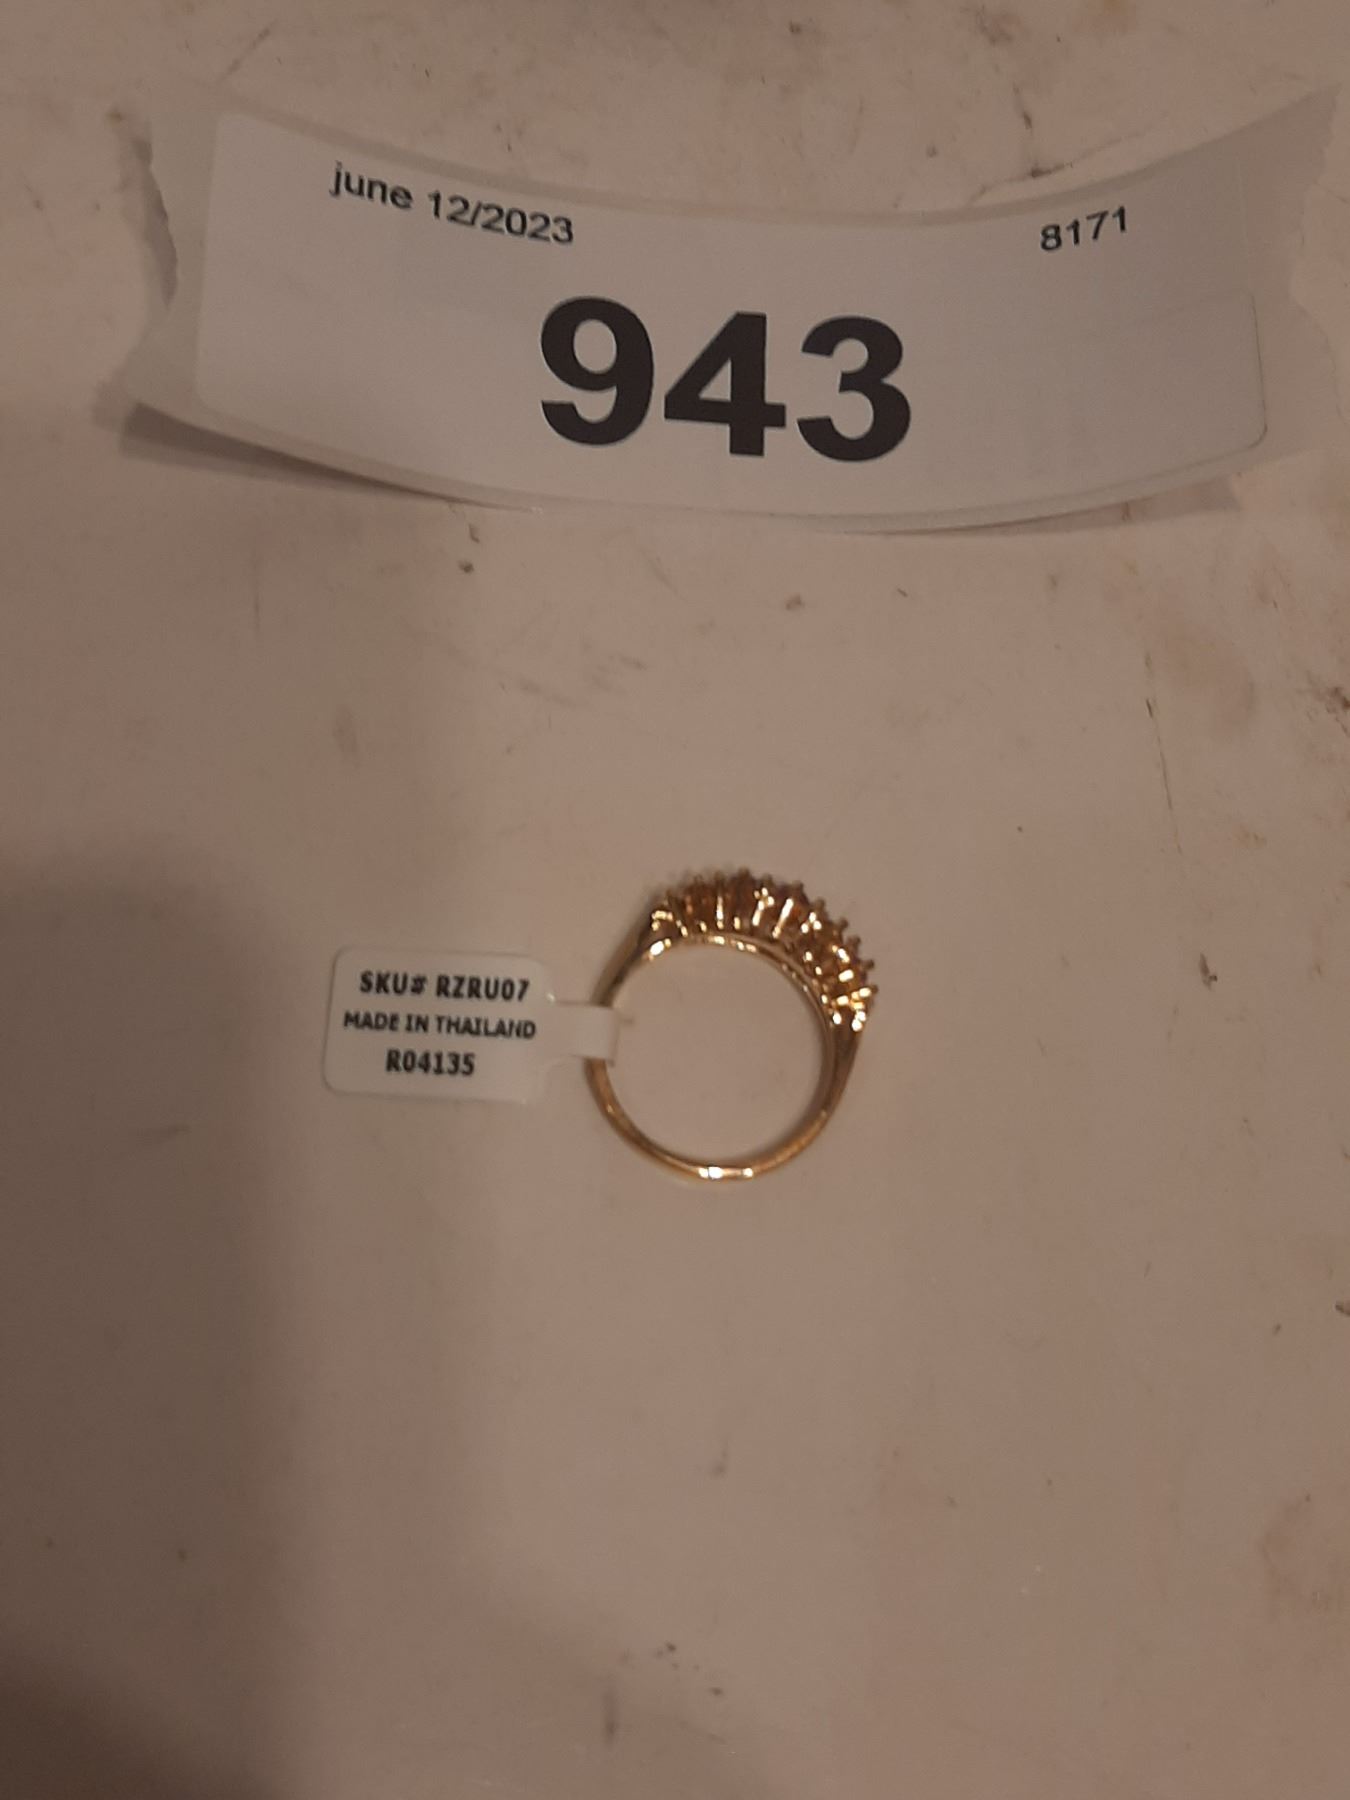 june 12/2023 8171
943
SKU# RZRU07
MADE IN THAILAND
R04135